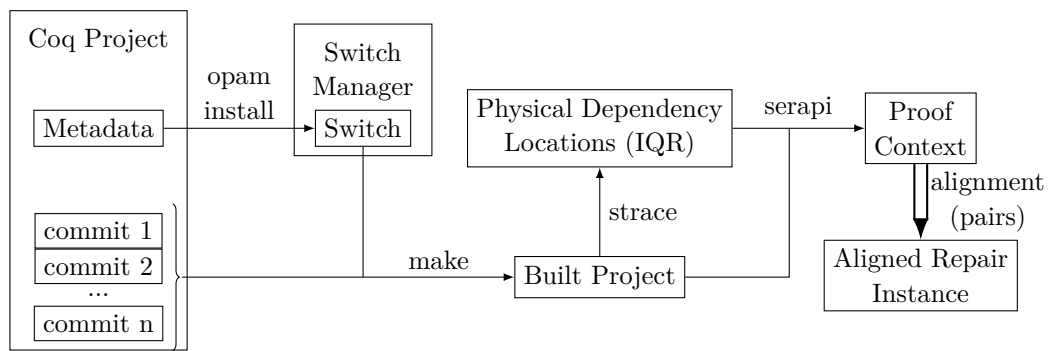 Coq Project
Metadata
commit 1
commit 2
...
commit n
opam
install
Switch
Manager
Switch
make
Built Project
strace
Physical Dependency
Locations (IQR)
serapi
Proof
Context
alignment
(pairs)
Aligned Repair
Instance